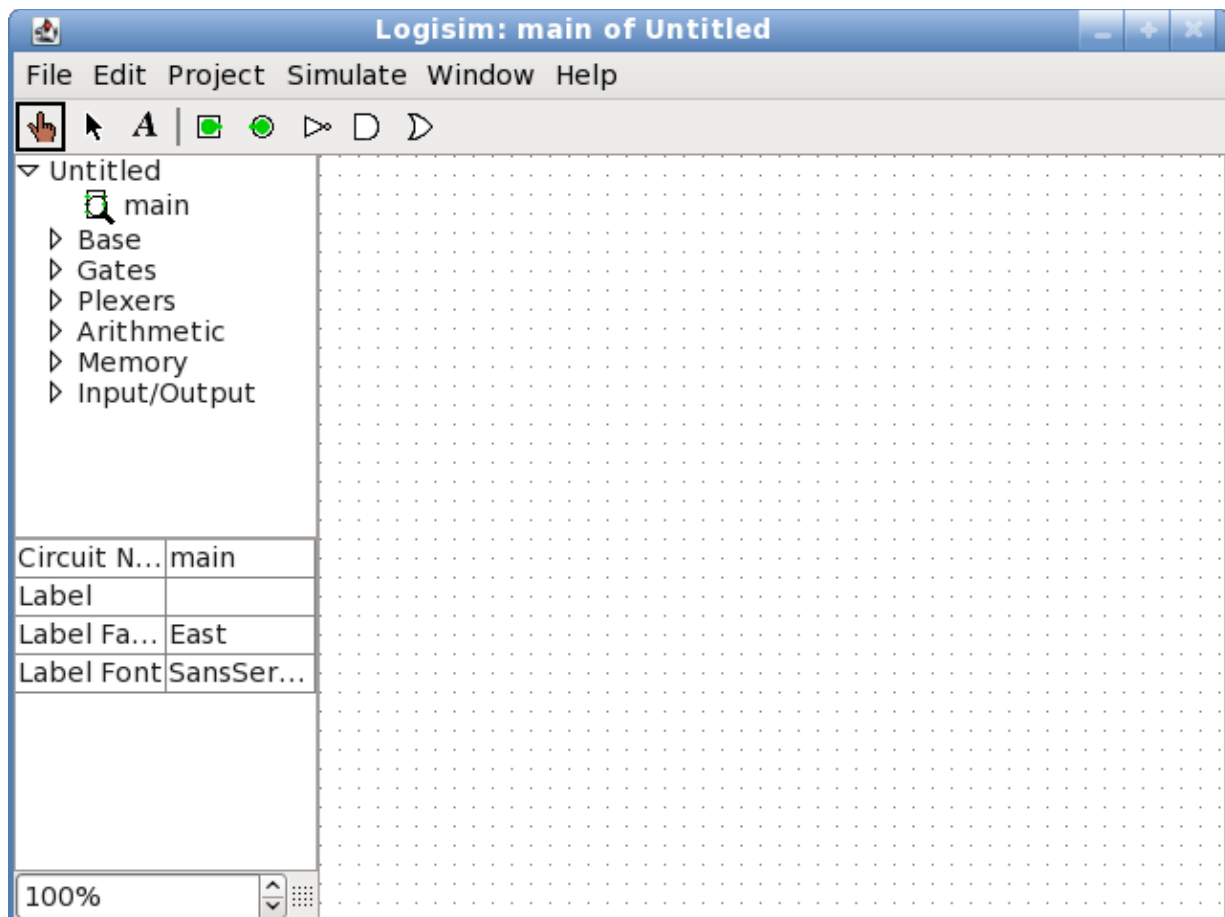 Logisim: main of Untitled
File Edit Project Simulate Window Help
A
Untitled
main
Base
Gates
Plexers
Arithmetic
Memory
Input/Output
Circuit N... main
Label
Label Fa... East
Label Font SansSer...
100%